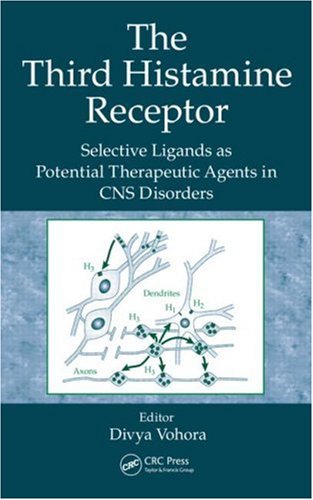 The
Third Histamine
Receptor
Selective Ligands as
Potential Therapeutic Agents in
CNS Disorders
H3
Dendrites
H1
H2
H3
H3
Axons
H3
Editor
Divya Vohora
CRC
CRC Press
Taylor & Francis Group